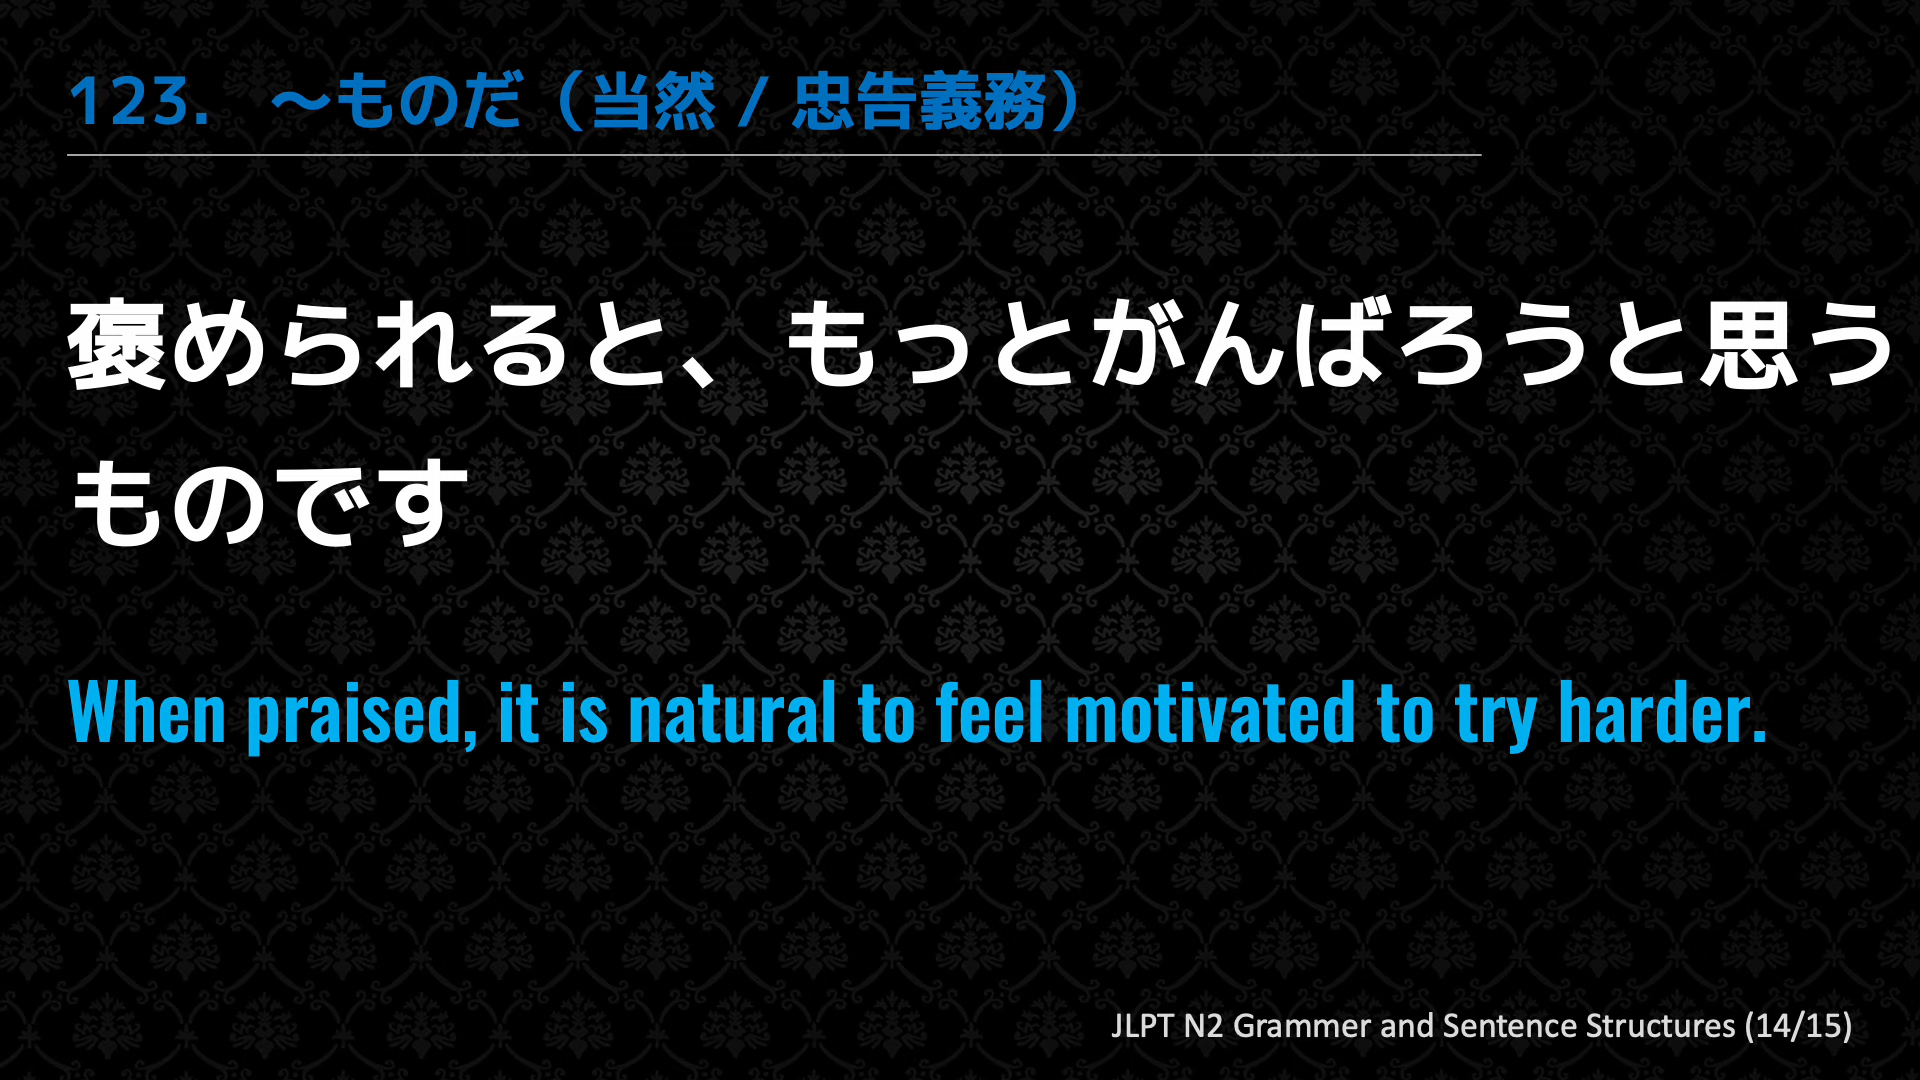 123.　〜ものだ（当然 / 忠告義務）
褒められると、もっとがんばろうと思う
ものです
When praised, it is natural to feel motivated to try harder.
JLPT N2 Grammer and Sentence Structures (14/15)